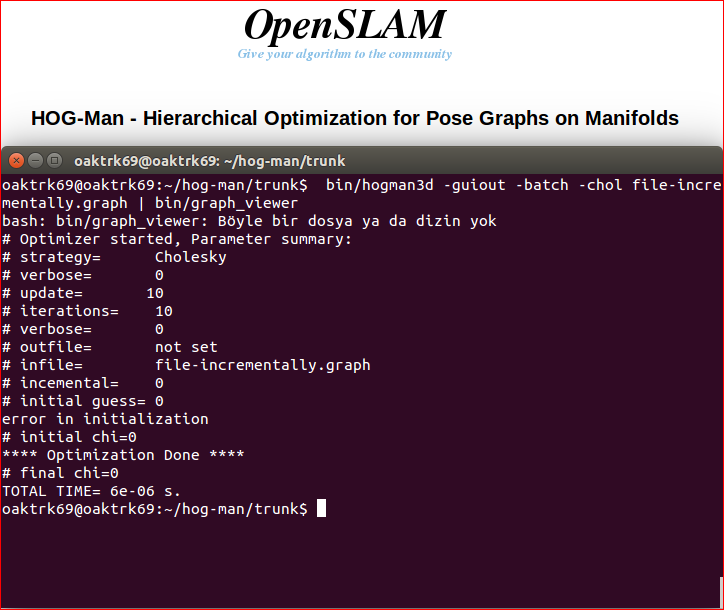 OpenSLAM
Give your algorithm to the community
HOG-Man - Hierarchical Optimization for Pose Graphs on Manifolds
oaktrk69@oaktrk69: ~/hog-man/trunk
oaktrk69@oaktrk69:~/hog-man/trunk$  bin/hogman3d -guiout -batch -chol file-incre
mentally.graph | bin/graph_viewer
bash: bin/graph_viewer: Böyle bir dosya ya da dizin yok
# Optimizer started, Parameter summary:
# strategy=      Cholesky
# verbose=       0
# update=       10
# iterations=    10
# verbose=       0
# outfile=       not set
# infile=        file-incrementally.graph
# incemental=    0
# initial guess= 0
error in initialization
# initial chi=0
**** Optimization Done ****
# final chi=0
TOTAL TIME= 6e-06 s.
oaktrk69@oaktrk69:~/hog-man/trunk$